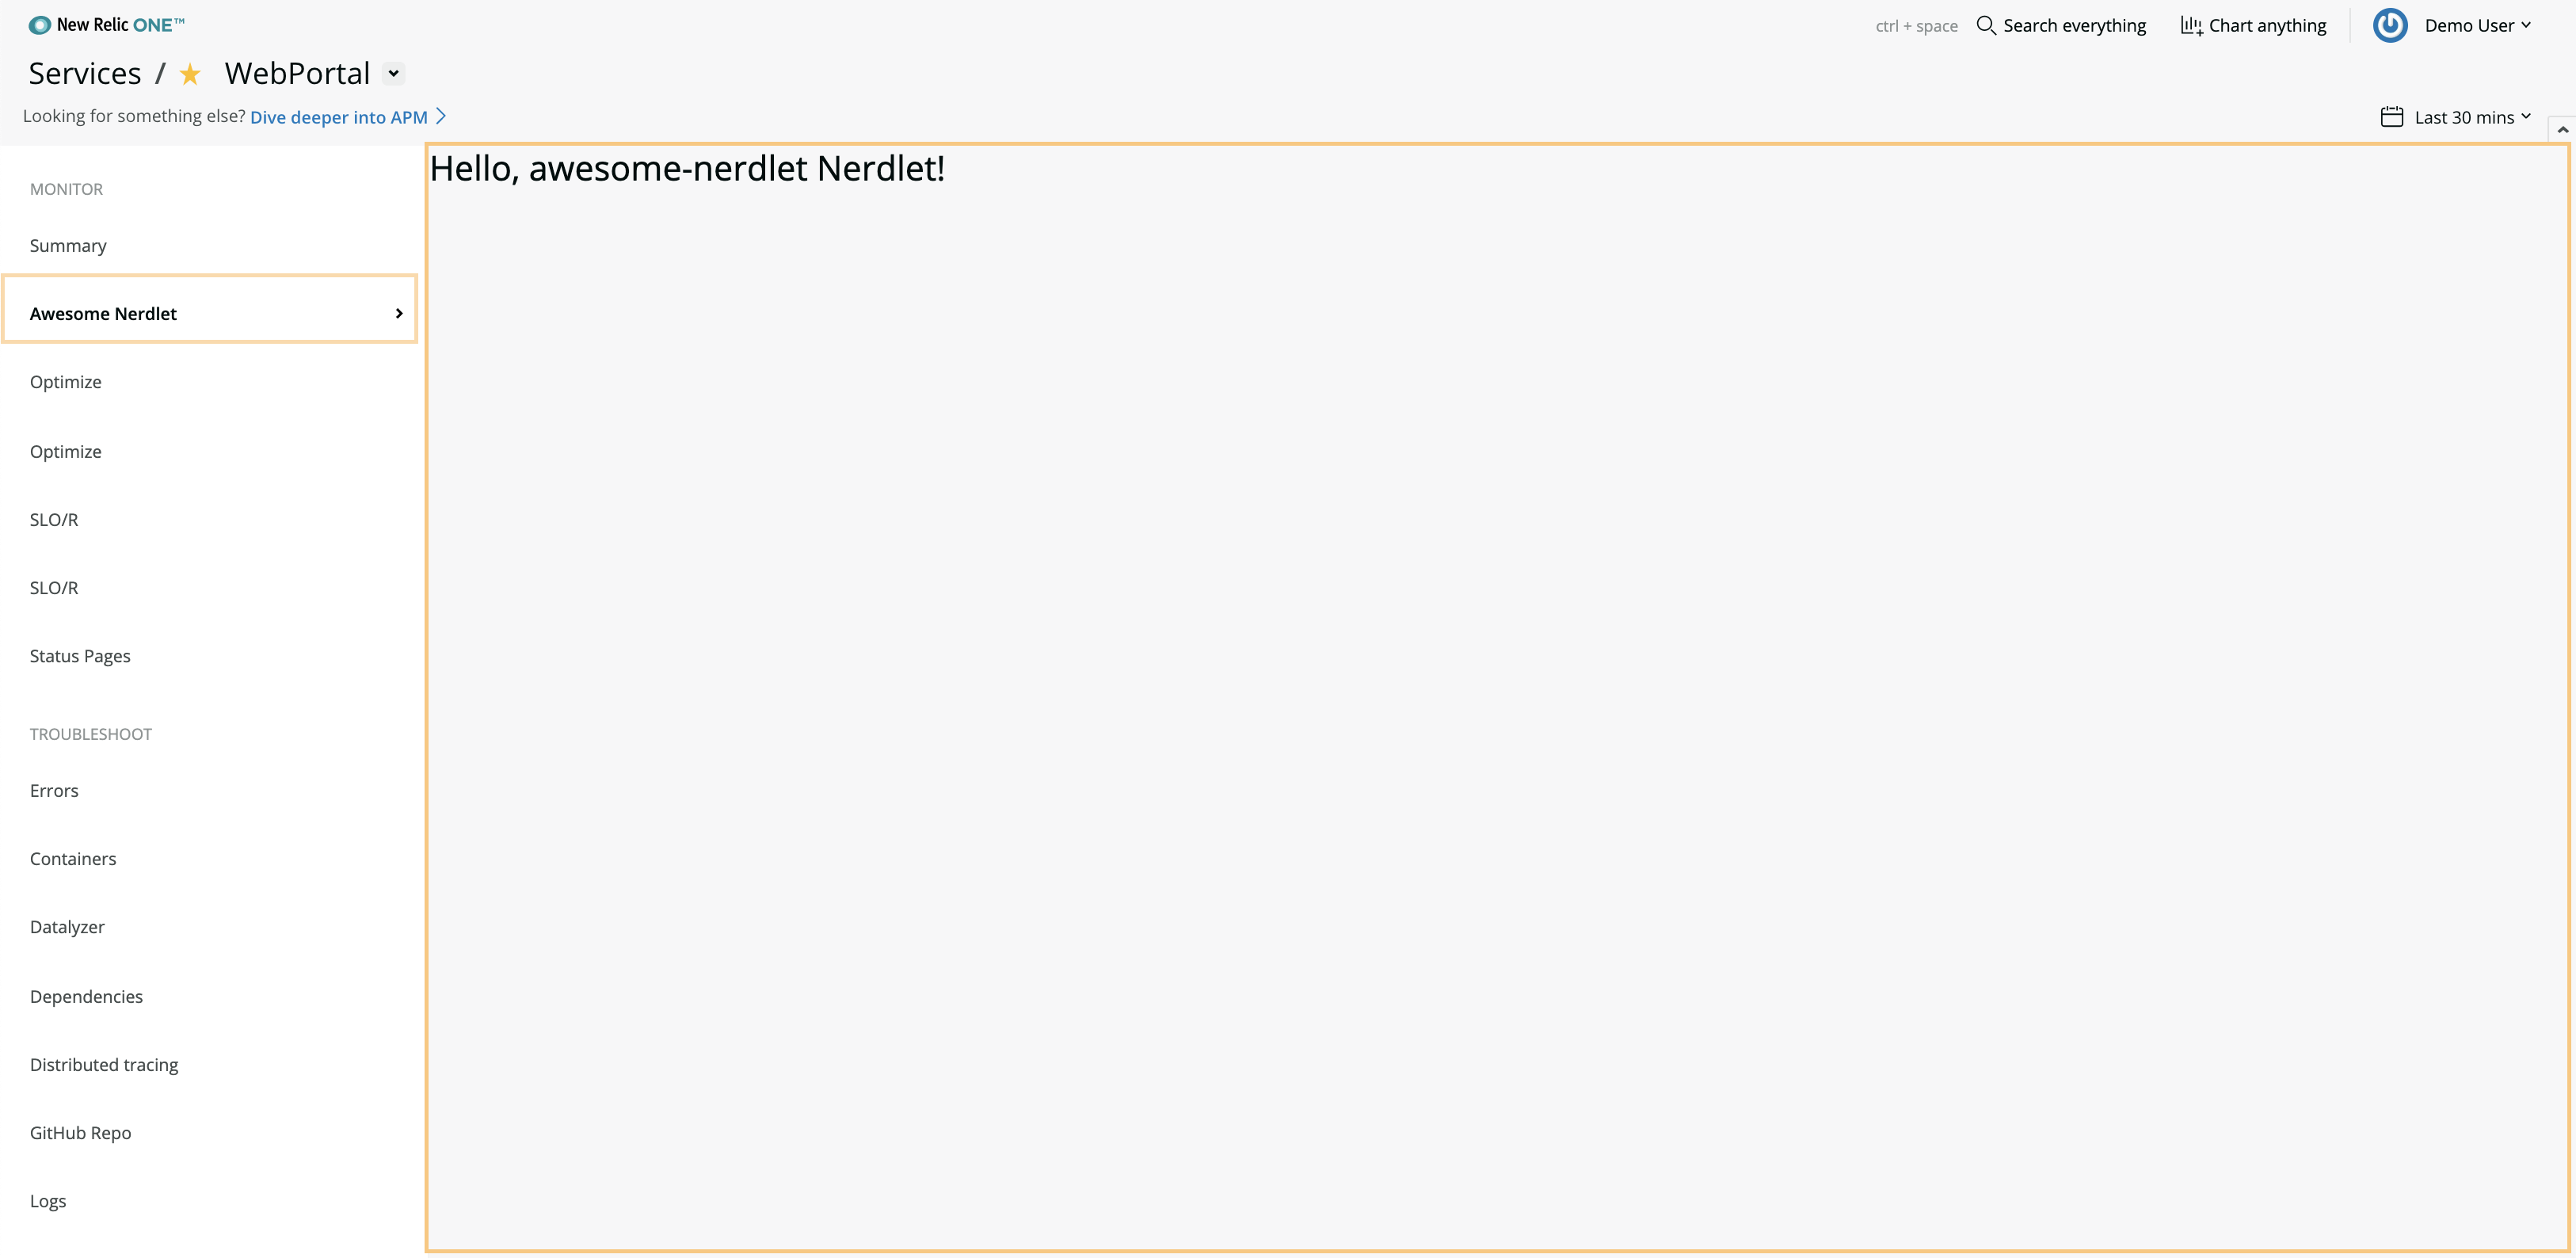 New Relic ONE™
ctrl + space Search everything Chart anything Demo User
Services / WebPortal
Looking for something else? Dive deeper into APM
Last 30 mins
MONITOR
Summary
Awesome Nerdlet
Optimize
Optimize
SLO/R
SLO/R
Status Pages
TROUBLESHOOT
Errors
Containers
Datalyzer
Dependencies
Distributed tracing
GitHub Repo
Logs
Hello, awesome-nerdlet Nerdlet!